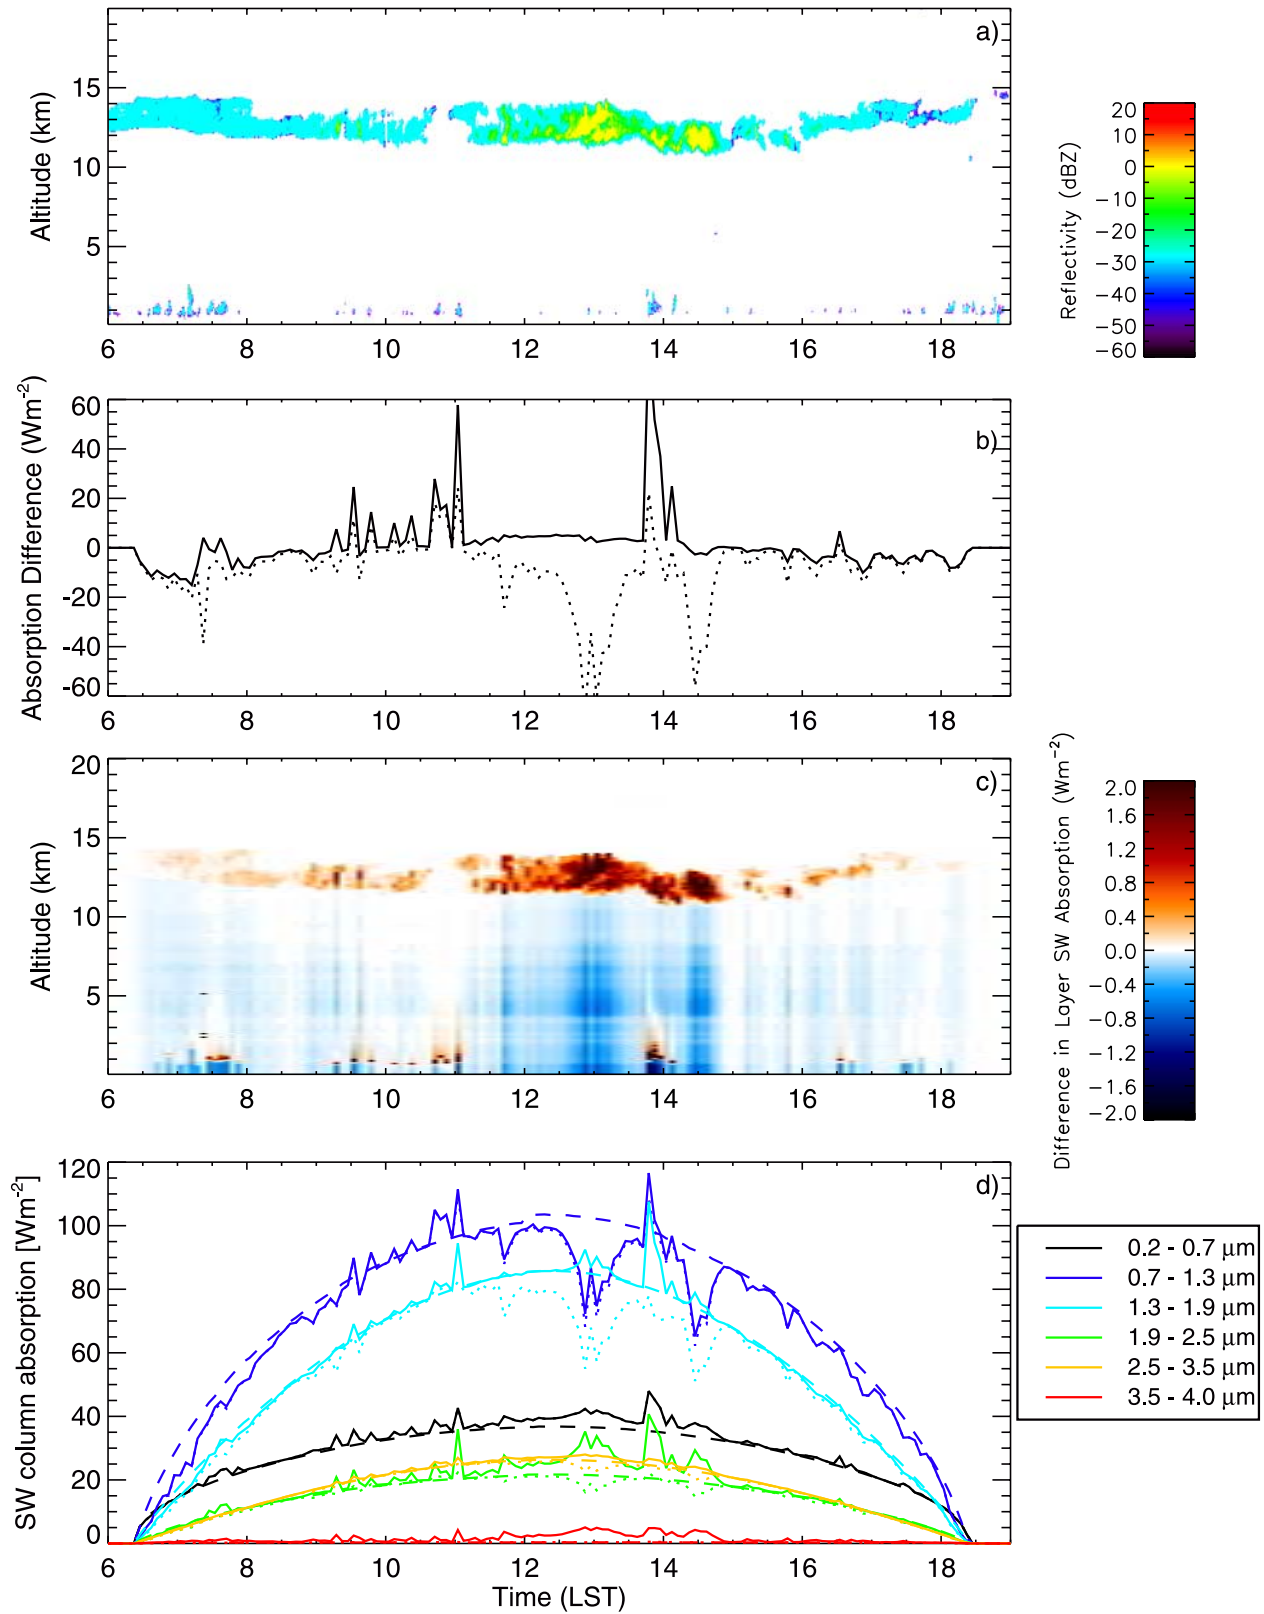 a)
15
10
5
Altitude (km)
6 8 10 12 14 16 18
20
10
0
−10
−20
−30
−40
−50
−60
Reflectivity (dBZ)
b)
60
40
20
0
-20
-40
-60
Absorption Difference (Wm-2)
6 8 10 12 14 16 18
c)
20
15
10
5
Altitude (km)
6 8 10 12 14 16 18
2.0
1.6
1.2
0.8
0.4
0.0
−0.4
−0.8
−1.2
−1.6
−2.0
Difference in Layer SW Absorption (Wm−2)
d)
120
100
80
60
40
20
0
SW column absorption [Wm-2]
6 8 10 12 14 16 18
Time (LST)
0.2 - 0.7 μm
0.7 - 1.3 μm
1.3 - 1.9 μm
1.9 - 2.5 μm
2.5 - 3.5 μm
3.5 - 4.0 μm